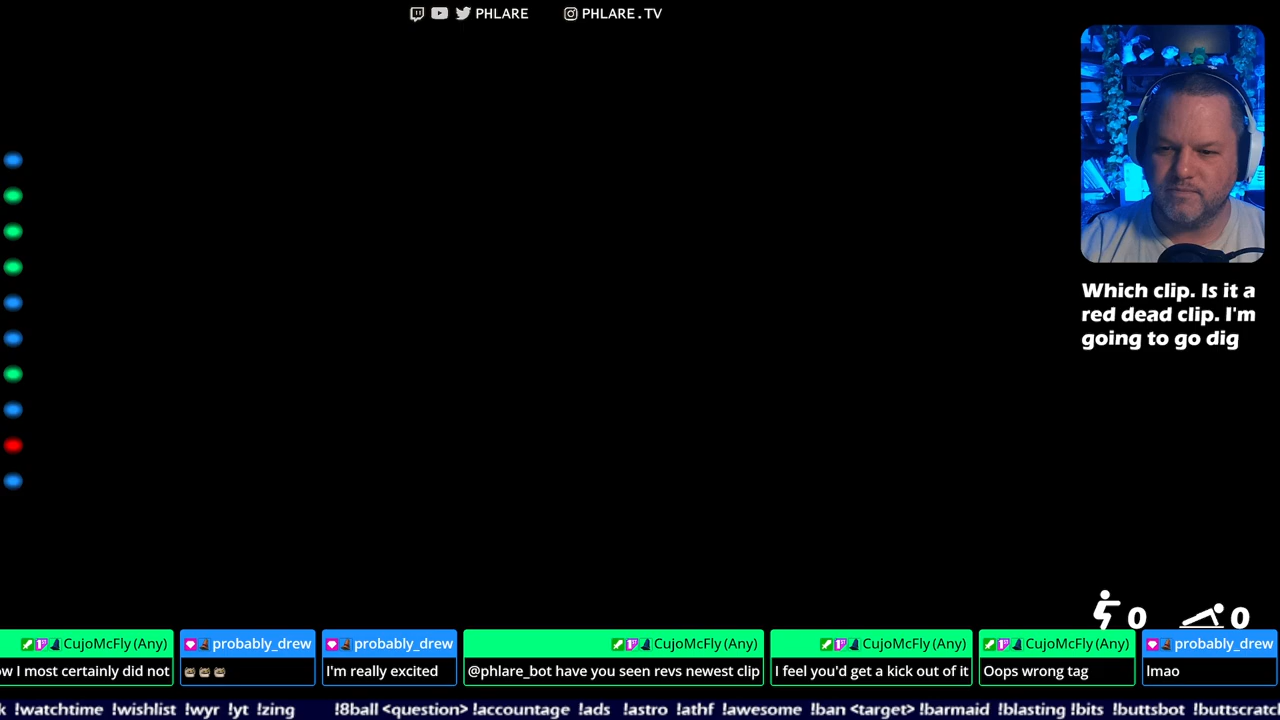 PHLARE PHLARE.TV
Which clip. Is it a
red dead clip. I'm
going to go dig
0 0
CujoMcFly (Any) probably_drew probably_drew CujoMcFly (Any) CujoMcFly (Any) CujoMcFly (Any) probably_drew
I most certainly did not I'm really excited @phlare_bot have you seen revs newest clip I feel you'd get a kick out of it Oops wrong tag lmao
!watchtime !wishlist !wyr !yt !zing !8ball <question> !accountage !ads !astro !athf !awesome !ban <target> !barmaid !blasting !bits !buttsbot !buttscratc